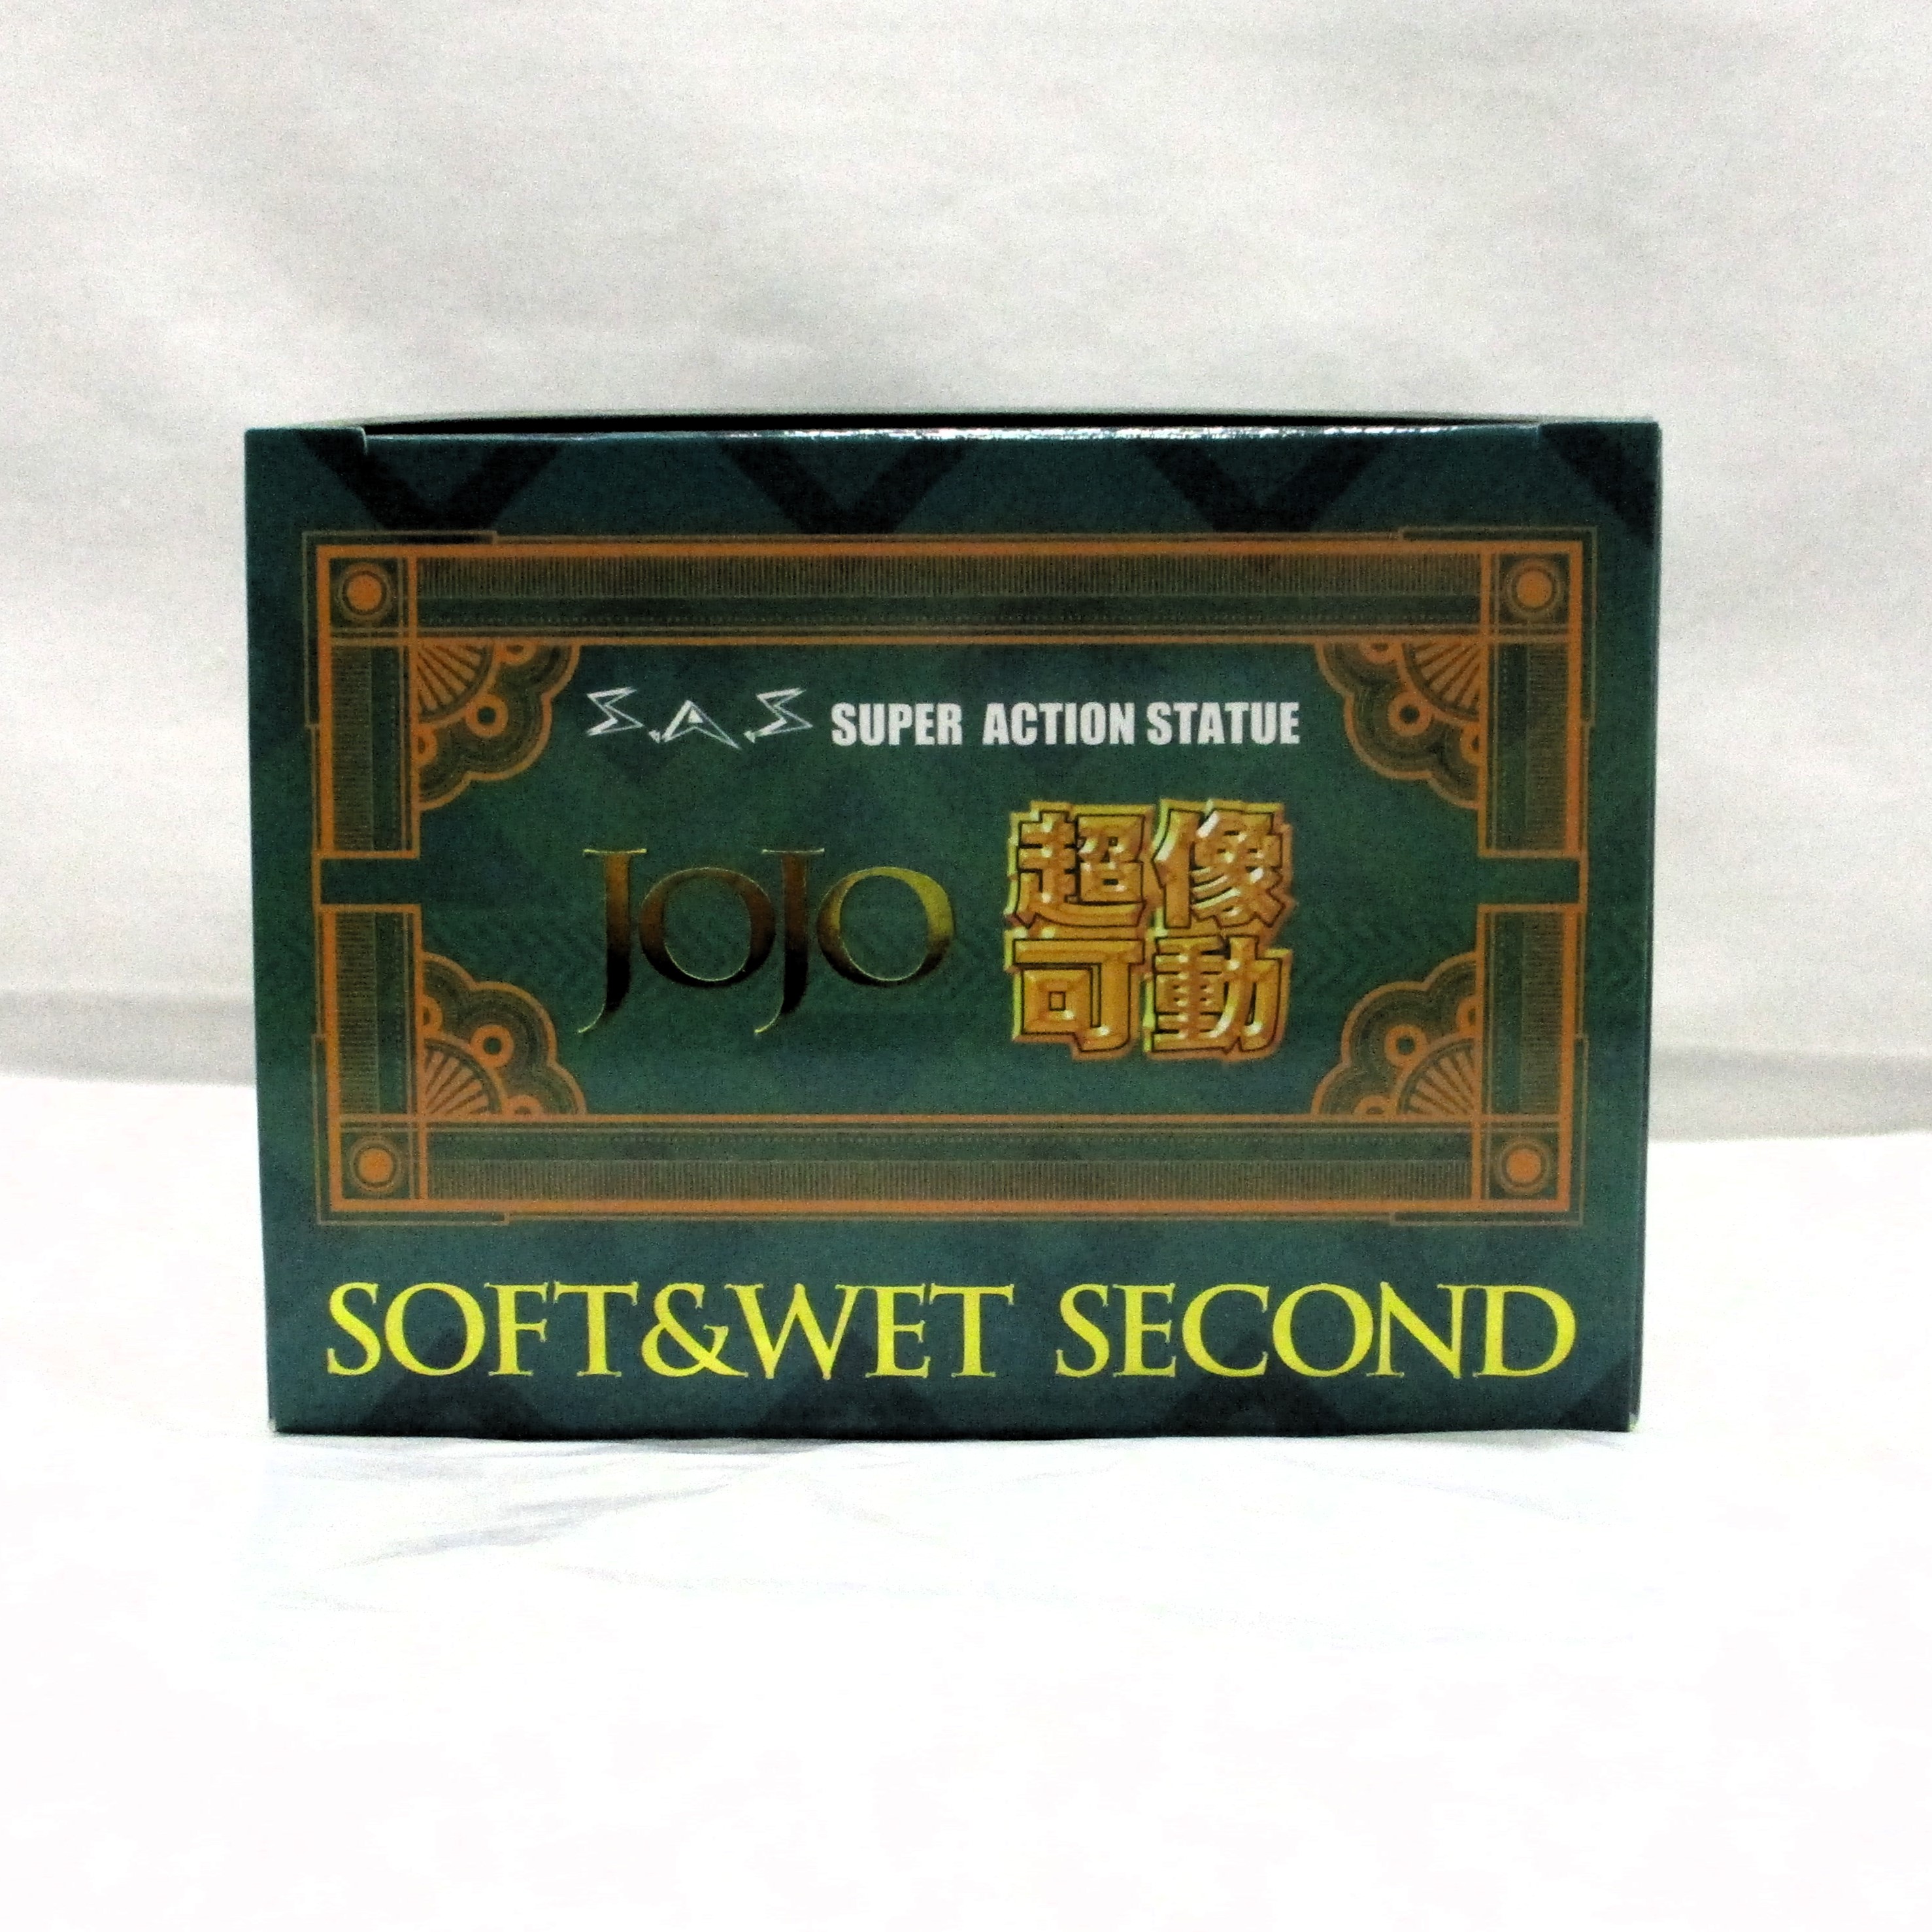 S.A.S SUPER ACTION STATUE
JoJo
超像
可動
SOFT&WET SECOND